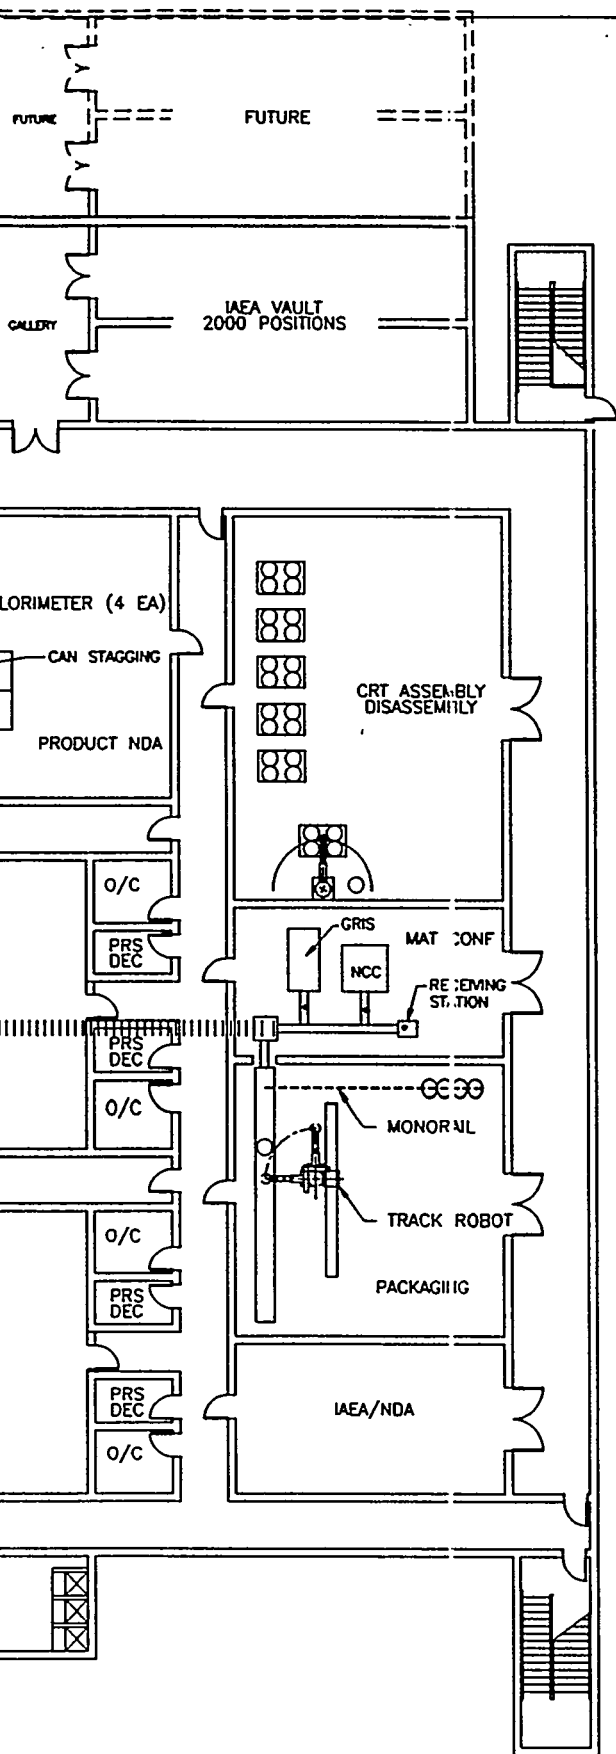 FUTURE
FUTURE
IAEA VAULT
2000 POSITIONS
GALLERY
LORIMETER (4 EA)
CAN STAGGING
PRODUCT NDA
CRT ASSEMBLY
DISASSEMBLY
O/C
PRS
DEC
GRIS
MAT CONF
NCC
RECEIVING
STATION
PRS
DEC
O/C
MONORAIL
TRACK ROBOT
O/C
PRS
DEC
PACKAGING
PRS
DEC
IAEA/NDA
O/C